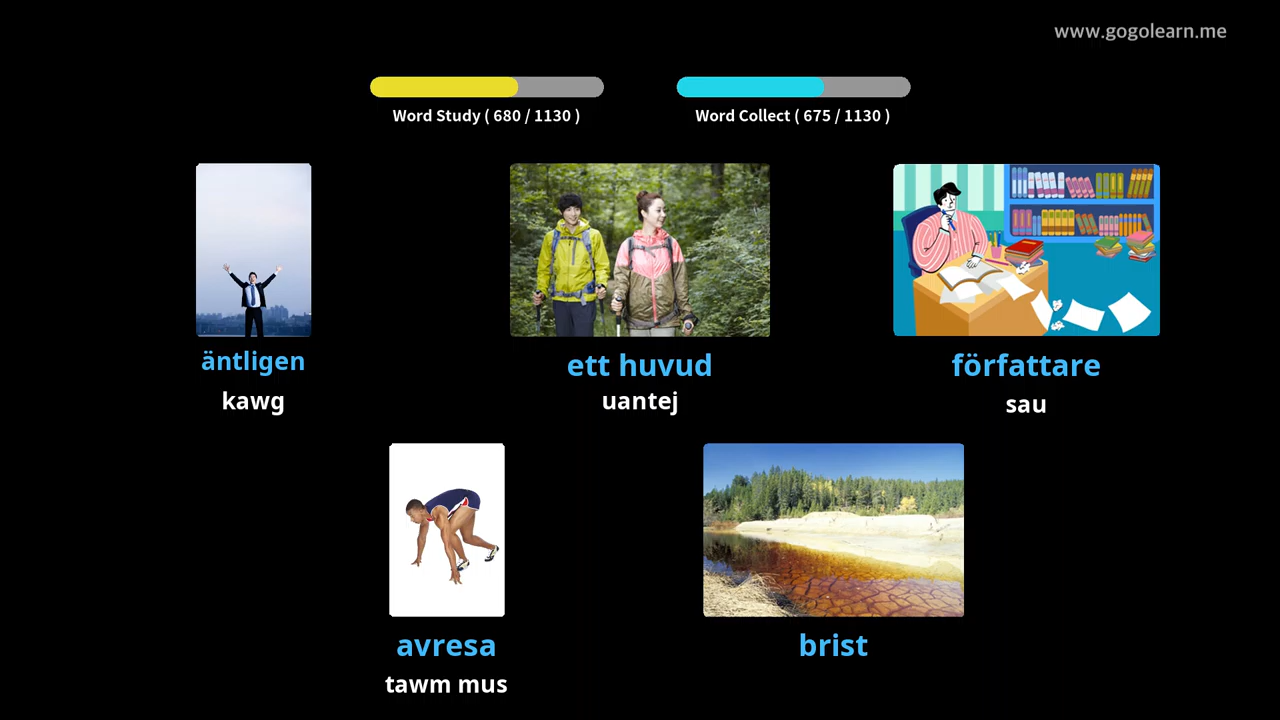 www.gogolearn.me
Word Study ( 680 / 1130 )
Word Collect ( 675 / 1130 )
äntligen
kawg
ett huvud
uantej
författare
sau
avresa
tawm mus
brist